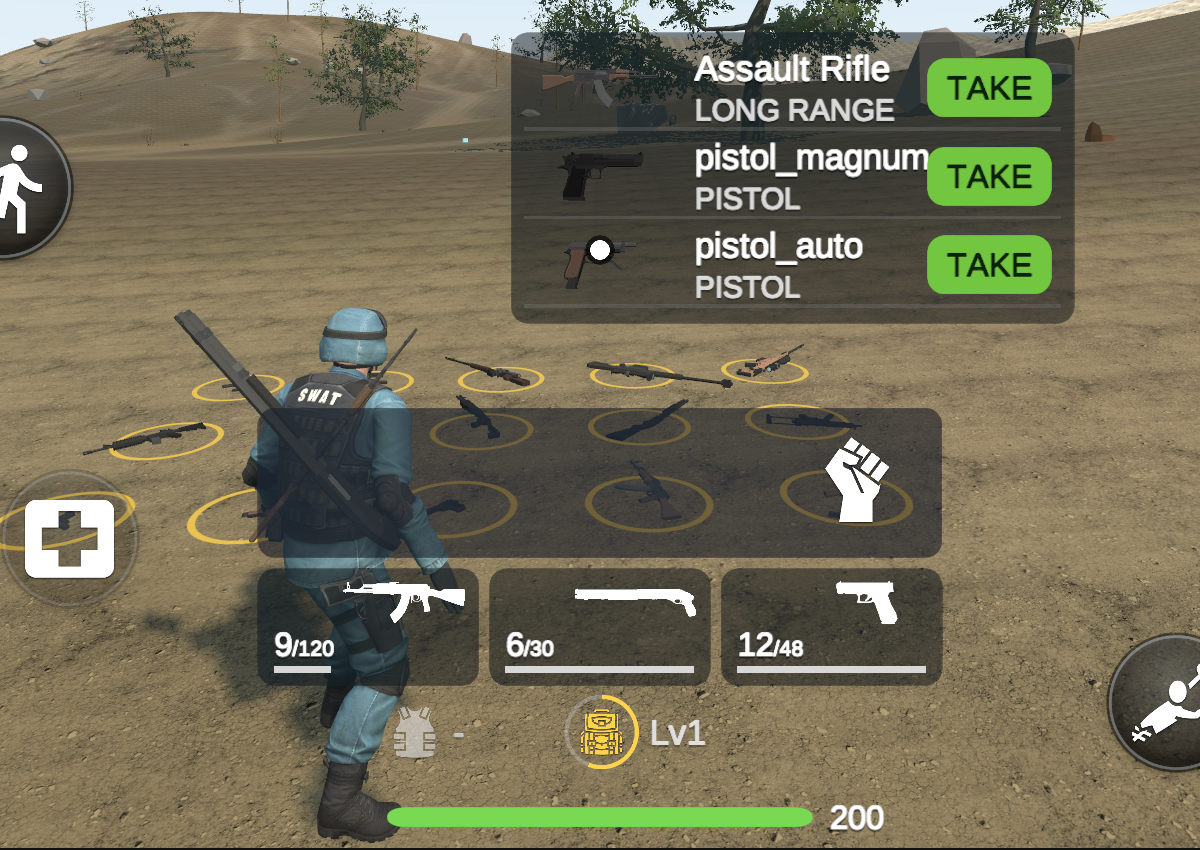 Assault Rifle
LONG RANGE
TAKE
pistol_magnum
PISTOL
TAKE
pistol_auto
PISTOL
TAKE
SWAT
9/120
6/30
12/48
-
Lv1
200